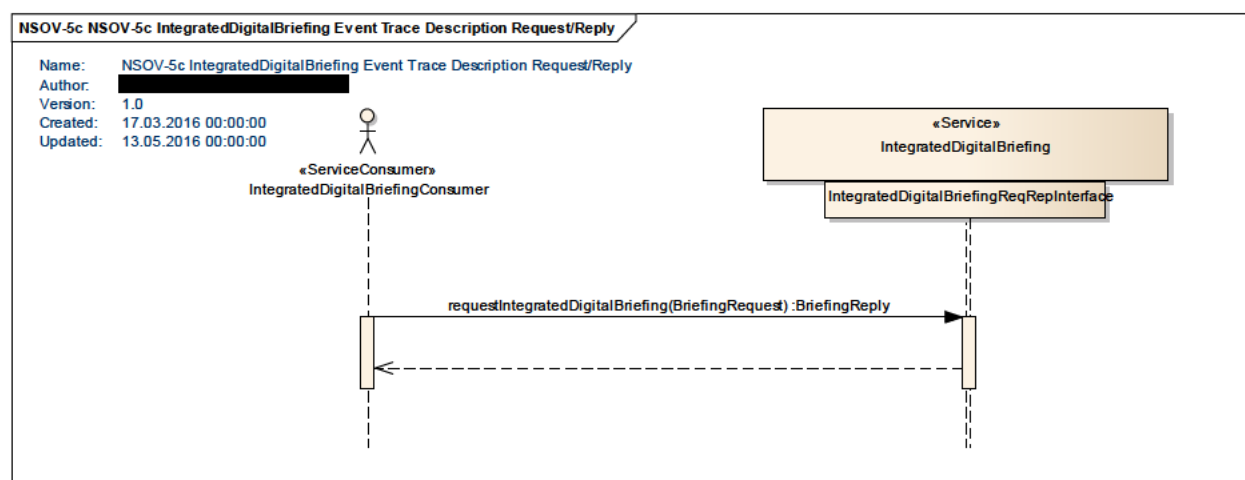 NSOV-5c NSOV-5c IntegratedDigitalBriefing Event Trace Description Request/Reply
Name: NSOV-5c IntegratedDigitalBriefing Event Trace Description Request/Reply
Author:
Version: 1.0
Created: 17.03.2016 00:00:00
Updated: 13.05.2016 00:00:00
«ServiceConsumer»
IntegratedDigitalBriefingConsumer
«Service»
IntegratedDigitalBriefing
IntegratedDigitalBriefingReqRepInterface
requestIntegratedDigitalBriefing(BriefingRequest) :BriefingReply